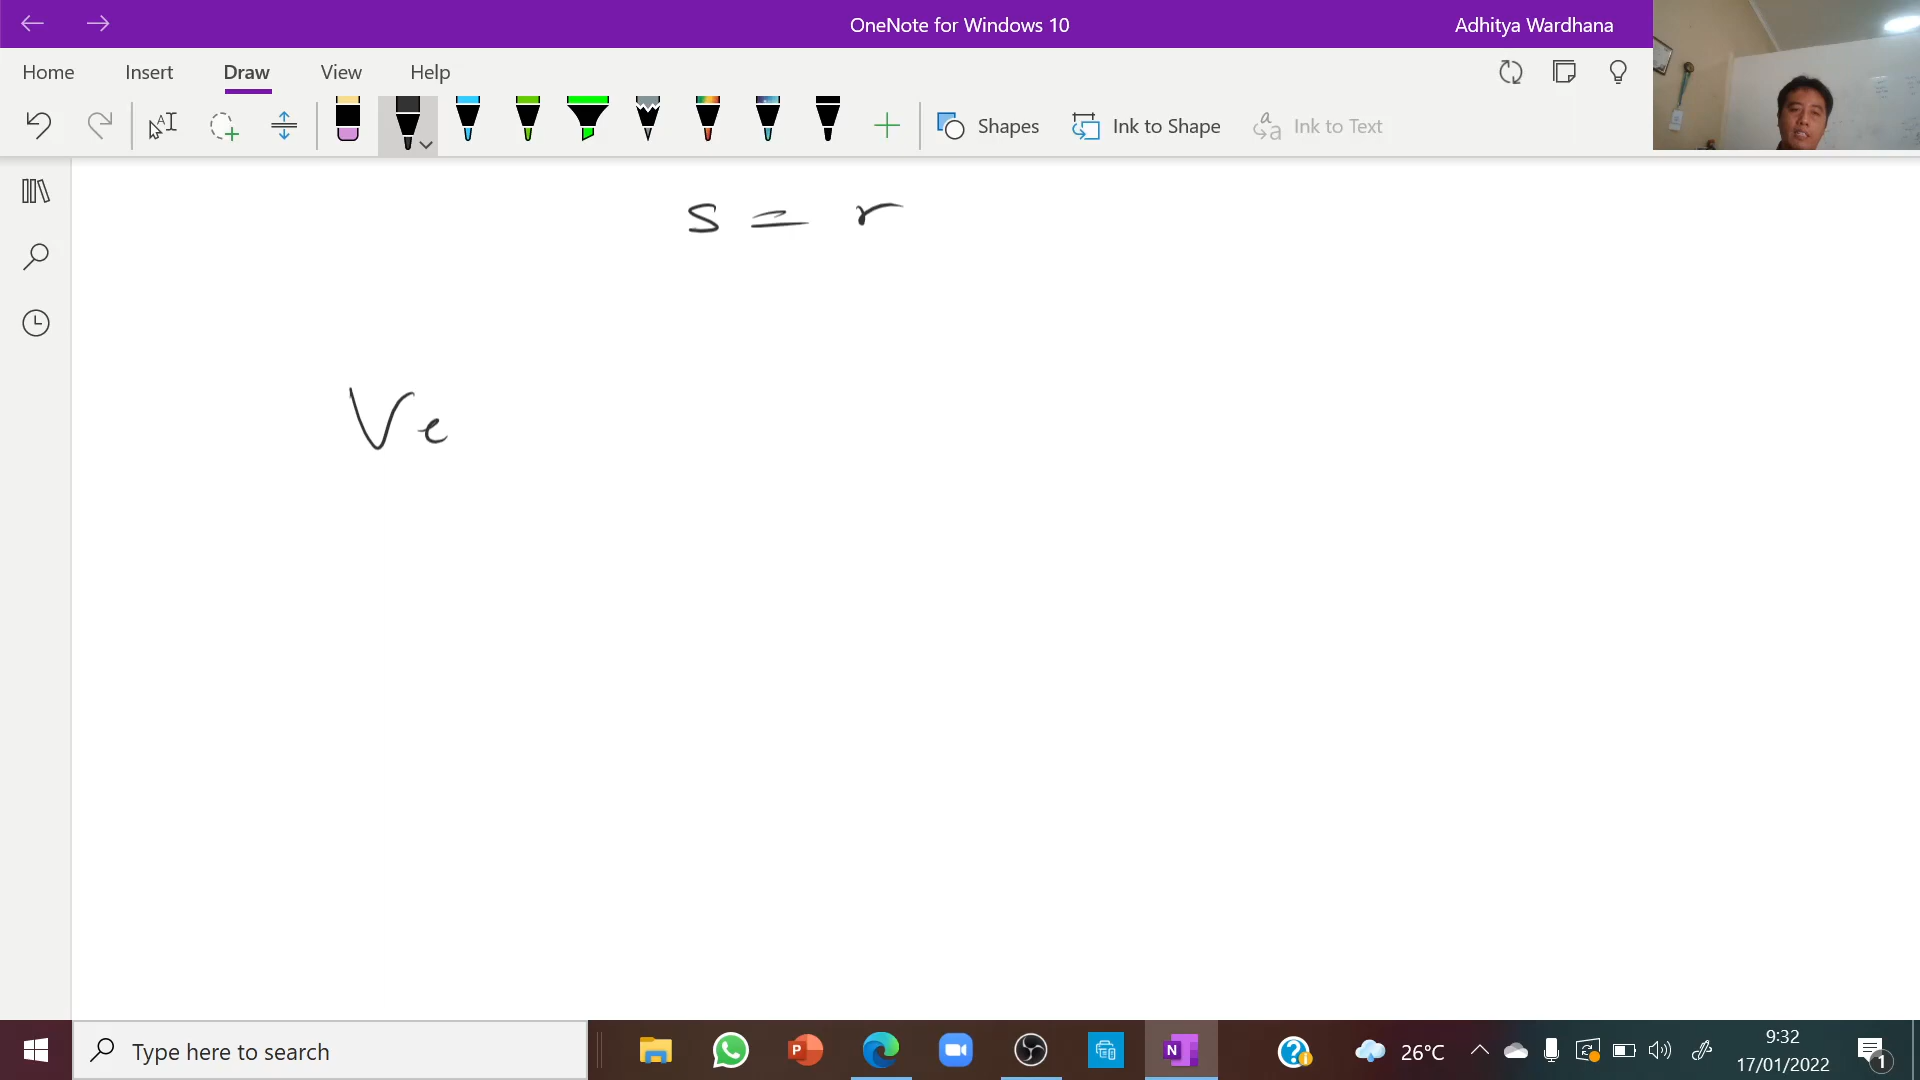 OneNote for Windows 10
Adhitya Wardhana
Home Insert Draw View Help
Shapes Ink to Shape Ink to Text
s = r
Ve
Type here to search
26°C
9:32
17/01/2022
1